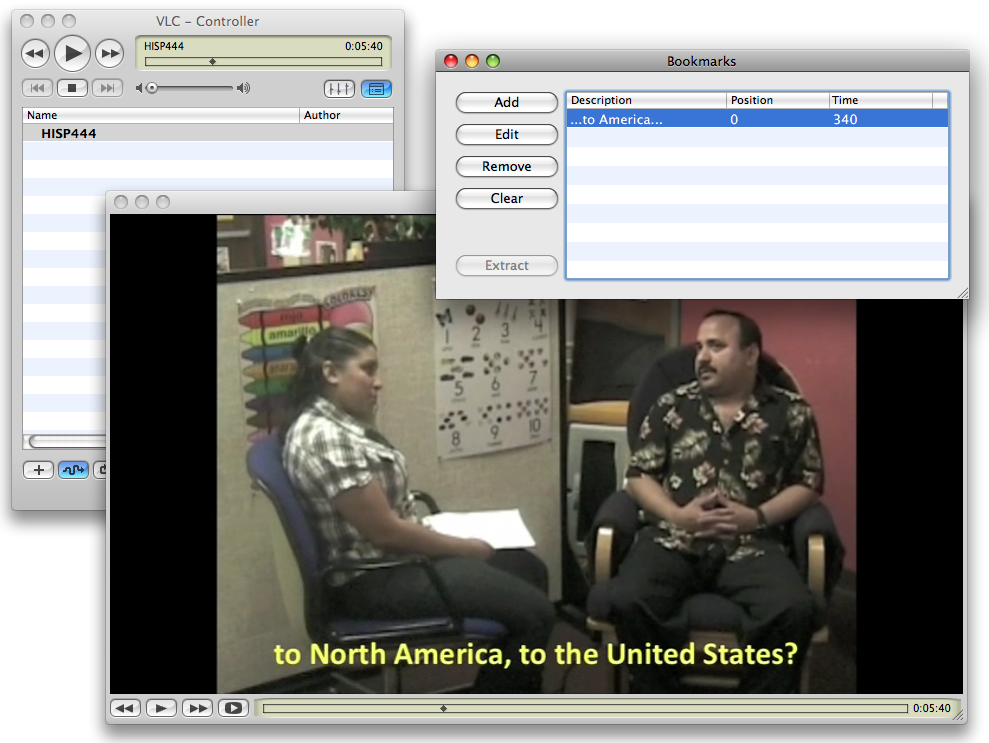 VLC – Controller
HISP444
0:05:40
Name
Author
HISP444
Bookmarks
Add
Edit
Remove
Clear
Extract
Description
Position
Time
...to America...
0
340
COLORES
rojo
amarillo
1
2
3
4
5
6
7
8
9
10
to North America, to the United States?
0:05:40